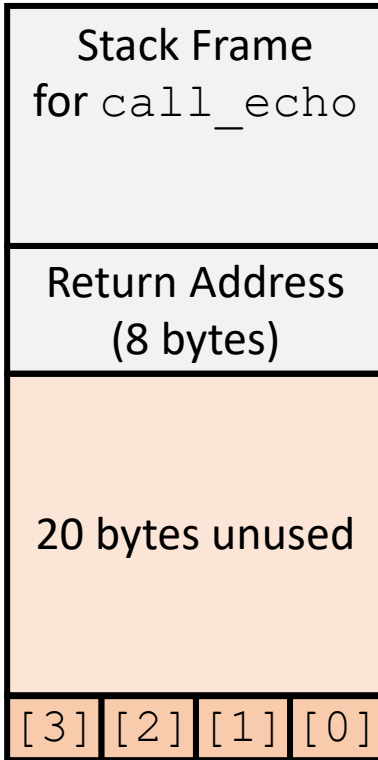 Stack Frame
for call_echo
Return Address
(8 bytes)
20 bytes unused
[3] [2] [1] [0]